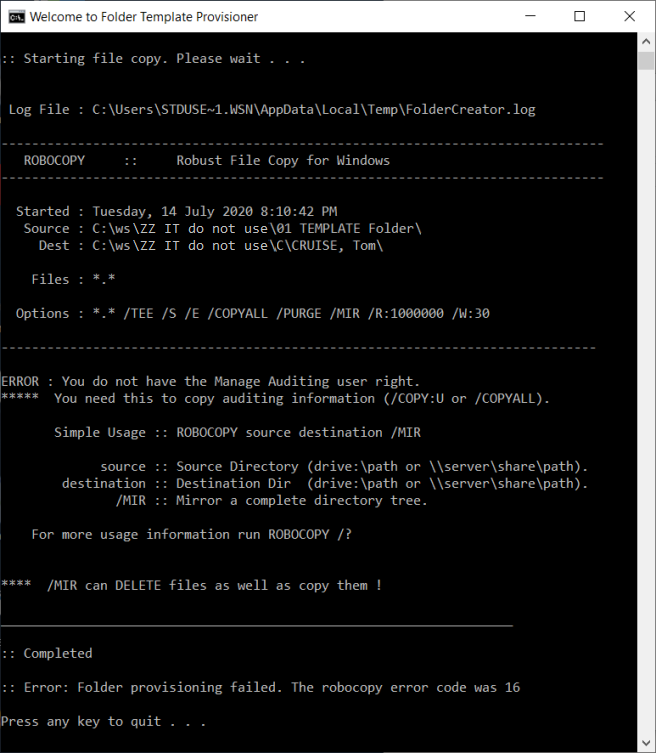 Welcome to Folder Template Provisioner
:: Starting file copy. Please wait . . .
Log File : C:\Users\STDUSE~1.WSN\AppData\Local\Temp\FolderCreator.log
-------------------------------------------------------------------------------
ROBOCOPY     ::     Robust File Copy for Windows
-------------------------------------------------------------------------------
Started : Tuesday, 14 July 2020 8:10:42 PM
Source : C:\ws\ZZ IT do not use\01 TEMPLATE Folder\
Dest : C:\ws\ZZ IT do not use\C\CRUISE, Tom\
Files : *.*
Options : *.* /TEE /S /E /COPYALL /PURGE /MIR /R:1000000 /W:30
------------------------------------------------------------------------------
ERROR : You do not have the Manage Auditing user right.
*****  You need this to copy auditing information (/COPY:U or /COPYALL).
Simple Usage :: ROBOCOPY source destination /MIR
source :: Source Directory (drive:\path or \\server\share\path).
destination :: Destination Dir  (drive:\path or \\server\share\path).
/MIR :: Mirror a complete directory tree.
For more usage information run ROBOCOPY /?
****  /MIR can DELETE files as well as copy them !
___________________________________________________________________
:: Completed
:: Error: Folder provisioning failed. The robocopy error code was 16
Press any key to quit . . .